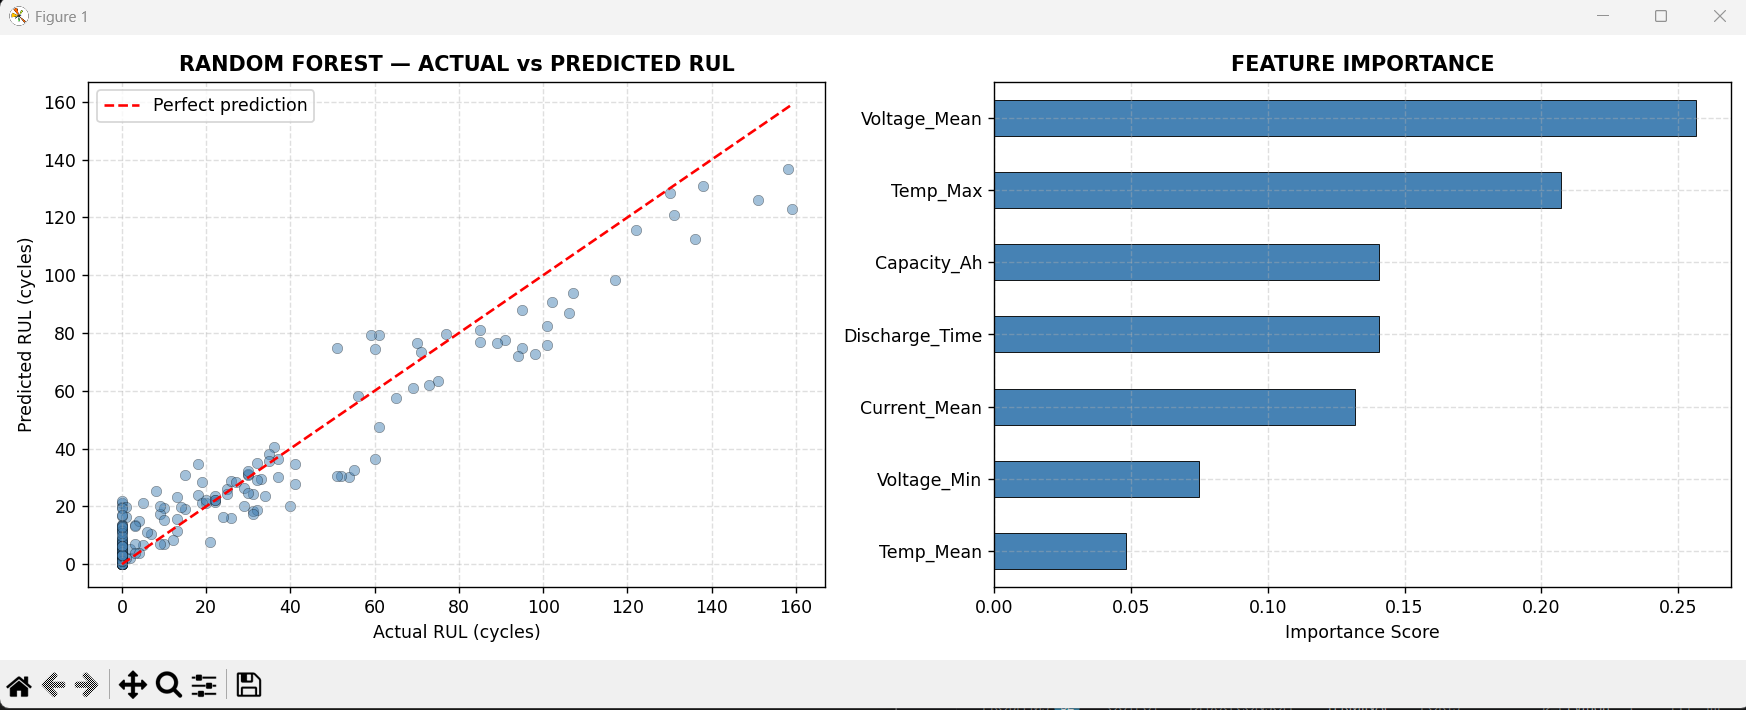 Figure 1
RANDOM FOREST — ACTUAL vs PREDICTED RUL
Perfect prediction
160
140
120
100
80
60
40
20
0
Predicted RUL (cycles)
0 20 40 60 80 100 120 140 160
Actual RUL (cycles)
FEATURE IMPORTANCE
Voltage_Mean
Temp_Max
Capacity_Ah
Discharge_Time
Current_Mean
Voltage_Min
Temp_Mean
0.00 0.05 0.10 0.15 0.20 0.25
Importance Score